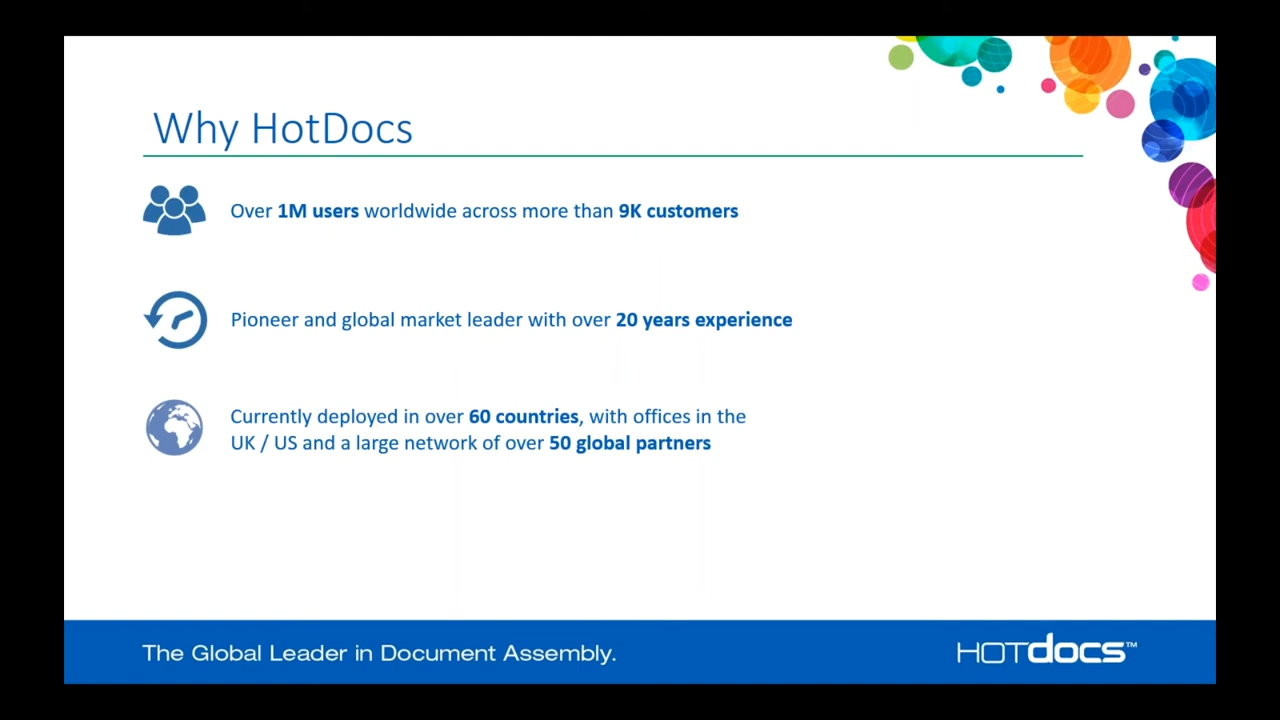 Why HotDocs
Over 1M users worldwide across more than 9K customers
Pioneer and global market leader with over 20 years experience
Currently deployed in over 60 countries, with offices in the
UK / US and a large network of over 50 global partners
The Global Leader in Document Assembly.
HOTdocs™